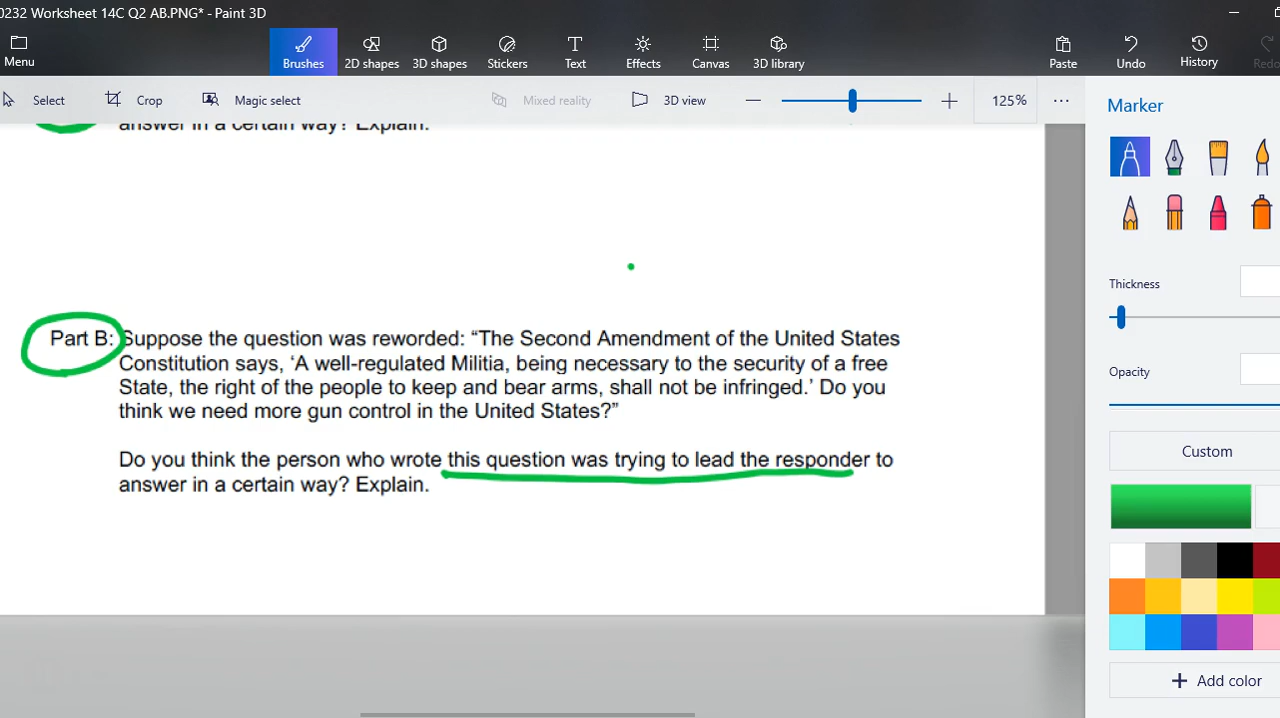 0232 Worksheet 14C Q2 AB.PNG* - Paint 3D
Menu
Brushes 2D shapes 3D shapes Stickers Text Effects Canvas 3D library Paste Undo History Redo
Select Crop Magic select Mixed reality 3D view 125%
answer in a certain way? Explain.
Part B: Suppose the question was reworded: “The Second Amendment of the United States
Constitution says, ‘A well-regulated Militia, being necessary to the security of a free
State, the right of the people to keep and bear arms, shall not be infringed.’ Do you
think we need more gun control in the United States?”
Do you think the person who wrote this question was trying to lead the responder to
answer in a certain way? Explain.
Marker
Thickness
Opacity
Custom
Add color